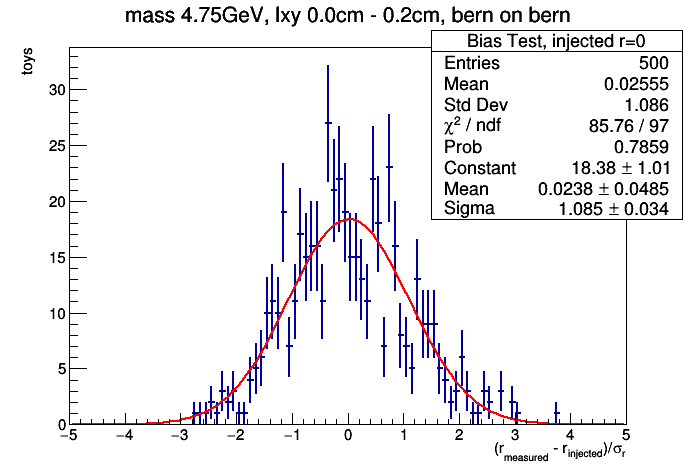 mass 4.75GeV, lxy 0.0cm - 0.2cm, bern on bern
toys
Bias Test, injected r=0
Entries 500
Mean 0.02555
Std Dev 1.086
χ² / ndf 85.76 / 97
Prob 0.7859
Constant 18.38 ± 1.01
Mean 0.0238 ± 0.0485
Sigma 1.085 ± 0.034
30
25
20
15
10
5
0
−5 −4 −3 −2 −1 0 1 2 3 4 5
(r_measured - r_injected)/σ_r